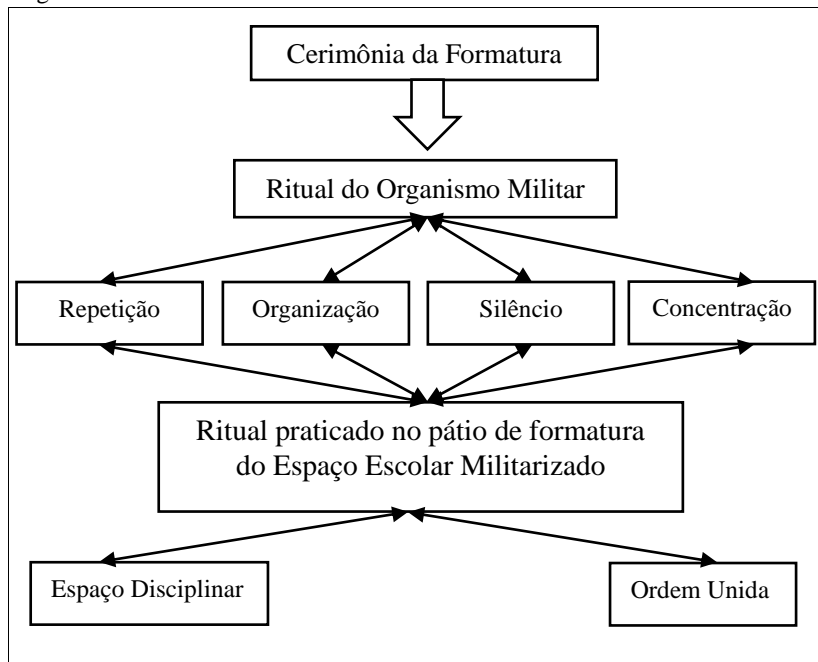 Cerimônia da Formatura
Ritual do Organismo Militar
Repetição
Organização
Silêncio
Concentração
Ritual praticado no pátio de formatura
do Espaço Escolar Militarizado
Espaço Disciplinar
Ordem Unida